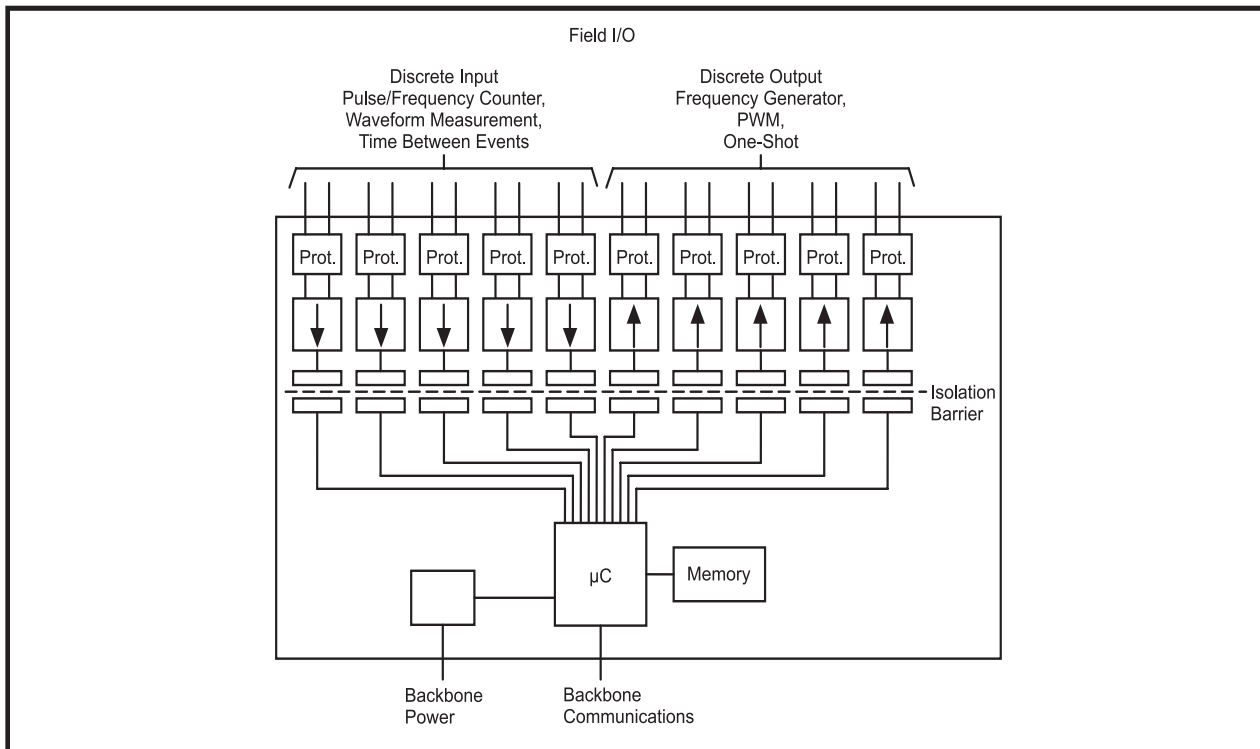 Field I/O
Discrete Input
Pulse/Frequency Counter,
Waveform Measurement,
Time Between Events
Discrete Output
Frequency Generator,
PWM,
One-Shot
Prot. Prot. Prot. Prot. Prot. Prot. Prot. Prot. Prot. Prot.
Isolation
Barrier
µC
Memory
Backbone
Power
Backbone
Communications